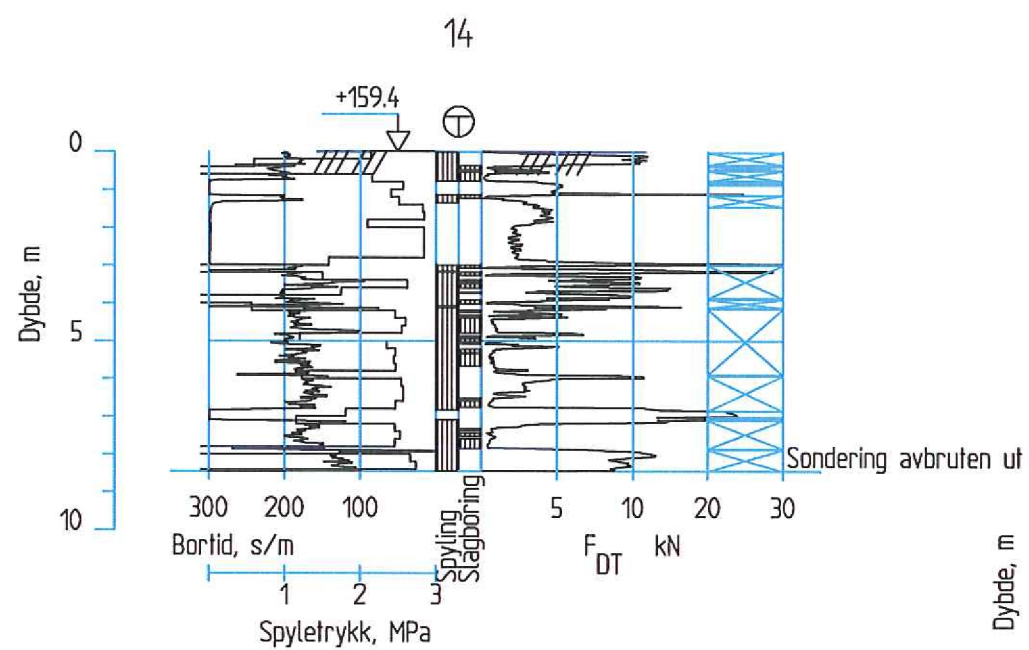 14
+159.4
0
5
10
Dybde, m
Sondering avbruten ut
300 200 100
Bortid, s/m
Spyling
Slagboring
5 10 20 30
FDT kN
1 2 3
Spyletrykk, MPa
Dybde, m